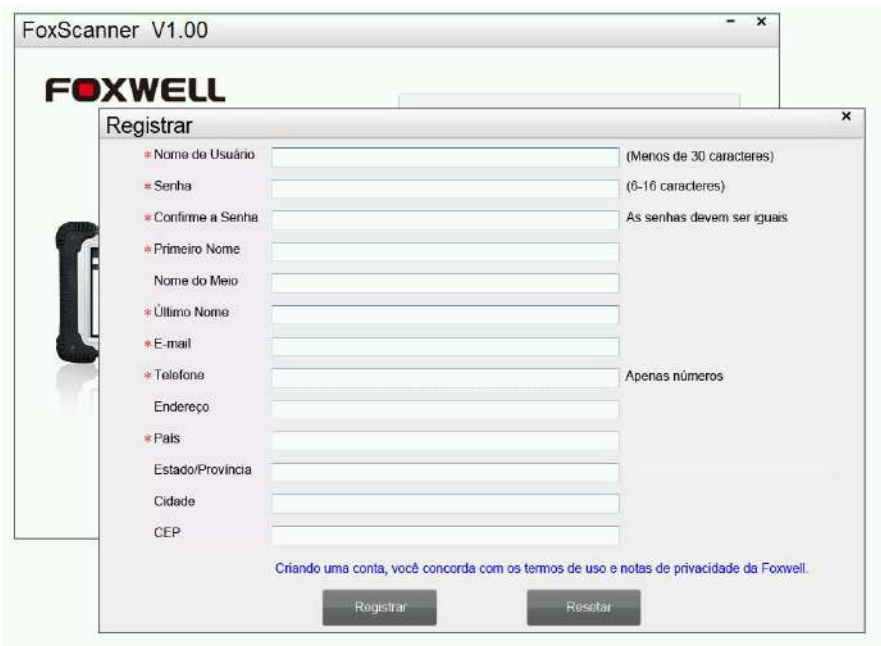 FoxScanner V1.00
FOXWELL
Registrar
* Nome de Usuário (Menos de 30 caracteres)
* Senha (6-16 caracteres)
* Confirme a Senha As senhas devem ser iguais
* Primeiro Nome
Nome do Meio
* Último Nome
* E-mail
* Telefone Apenas números
Endereço
* País
Estado/Província
Cidade
CEP
Criando uma conta, você concorda com os termos de uso e notas de privacidade da Foxwell.
Registrar Resetar